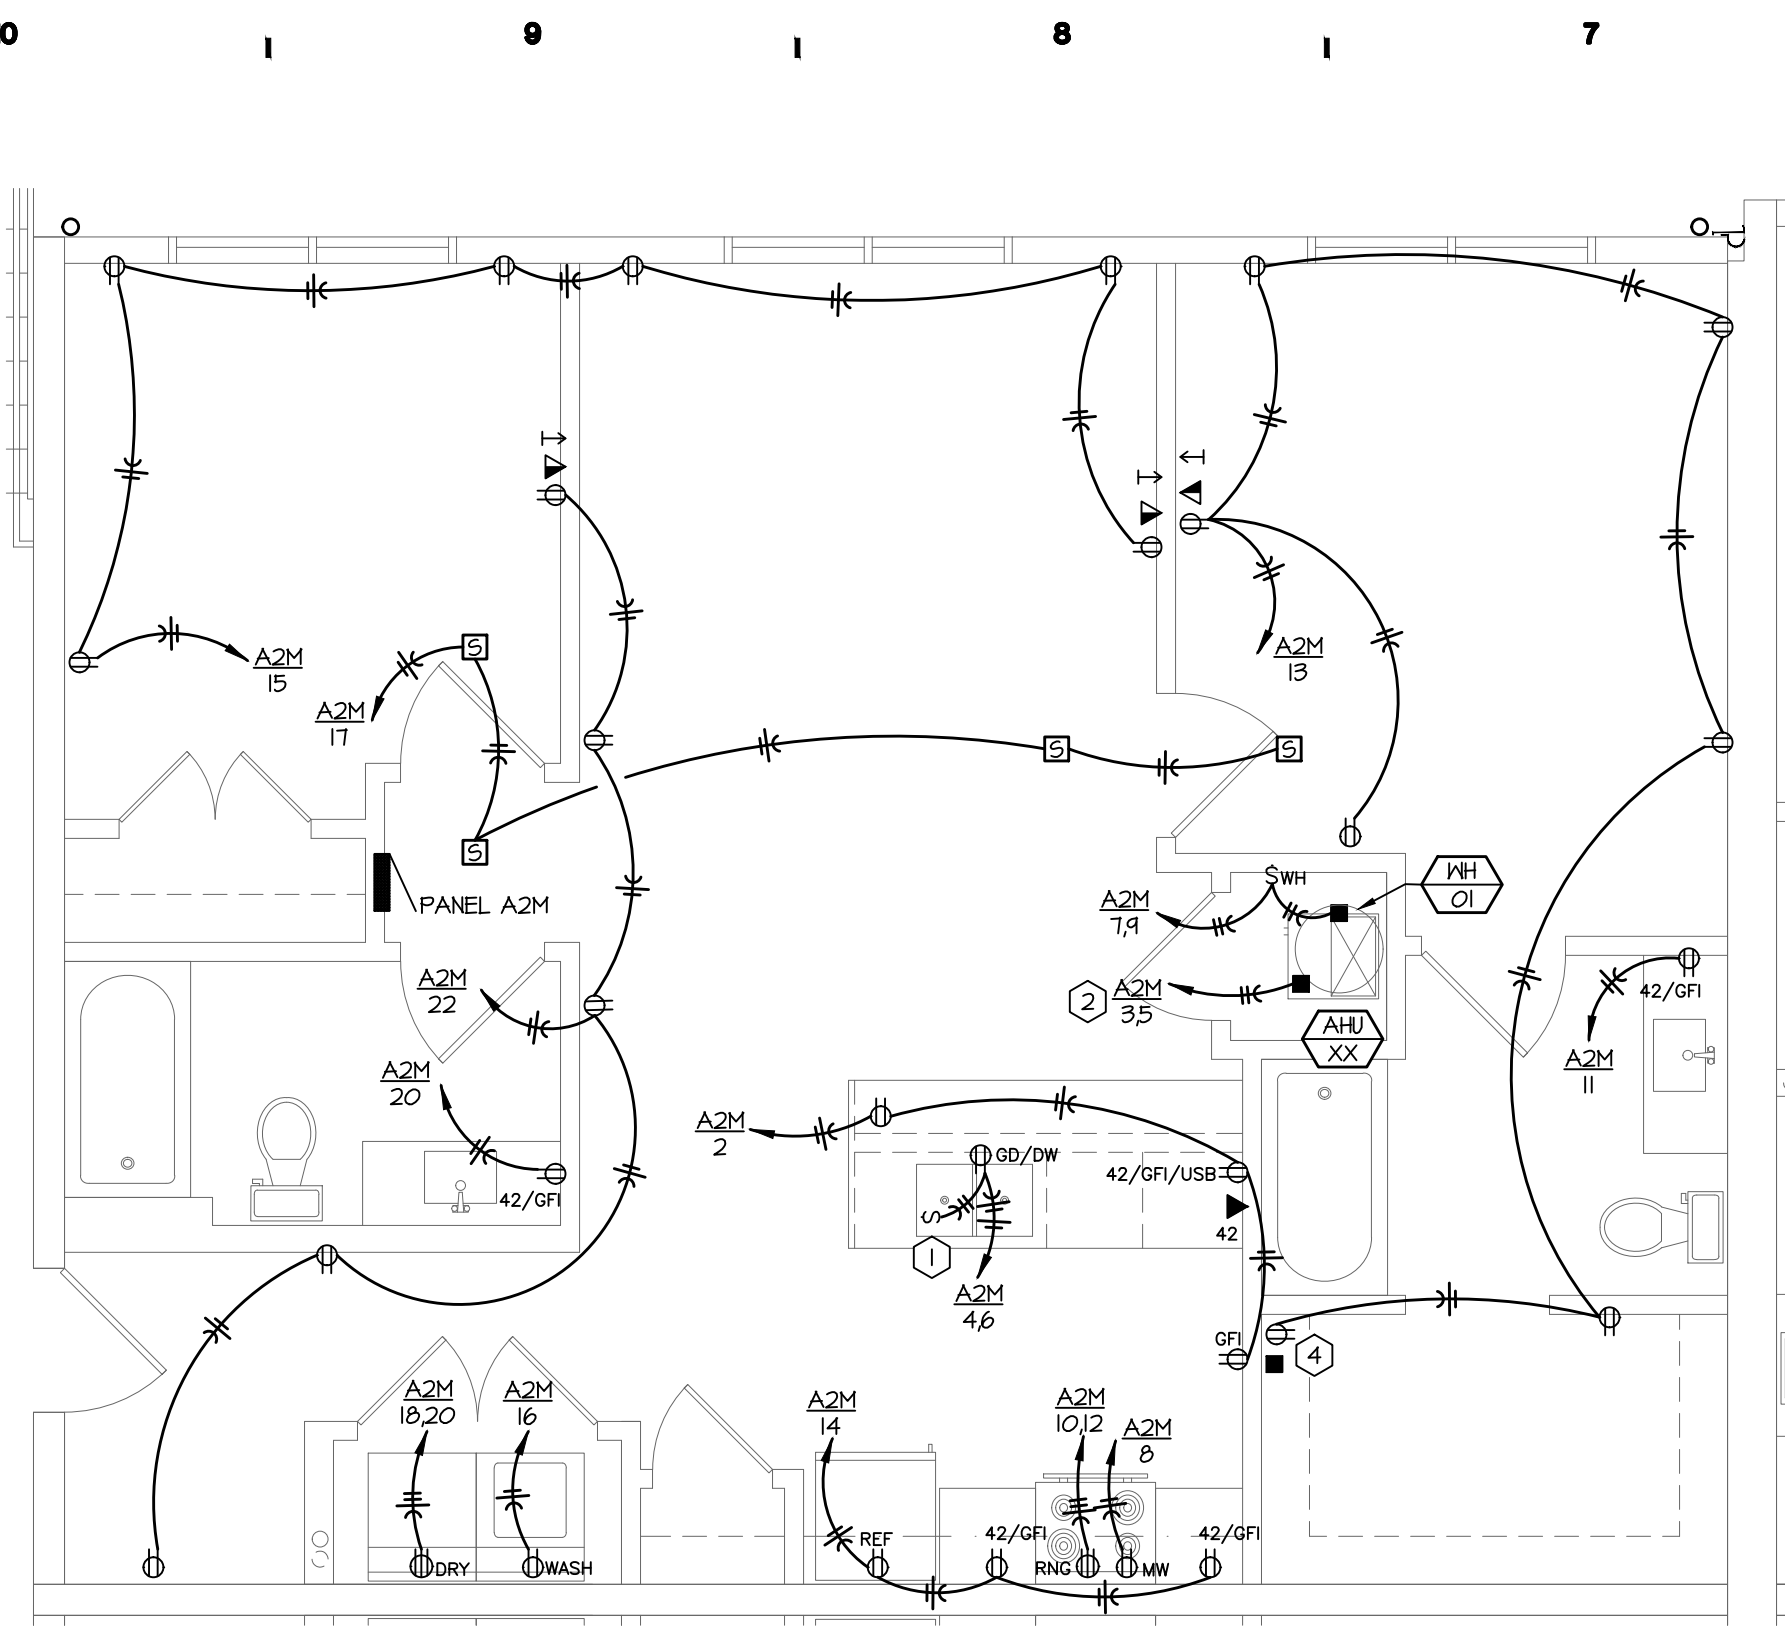 0 9 8 7
A2M
15
S
A2M
17
S
S
A2M
13
S
PANEL A2M
A2M
7,9
SWH
WH
01
A2M
22
2
A2M
3,5
AHU
XX
42/GFI
A2M
11
A2M
20
42/GFI
A2M
2
GD/DW
42/GFI/USB
S
42
1
A2M
4,6
GFI
4
A2M
18,20
A2M
16
A2M
14
A2M
10,12
A2M
8
DRY
WASH
REF
42/GFI
RNG
MW
42/GFI